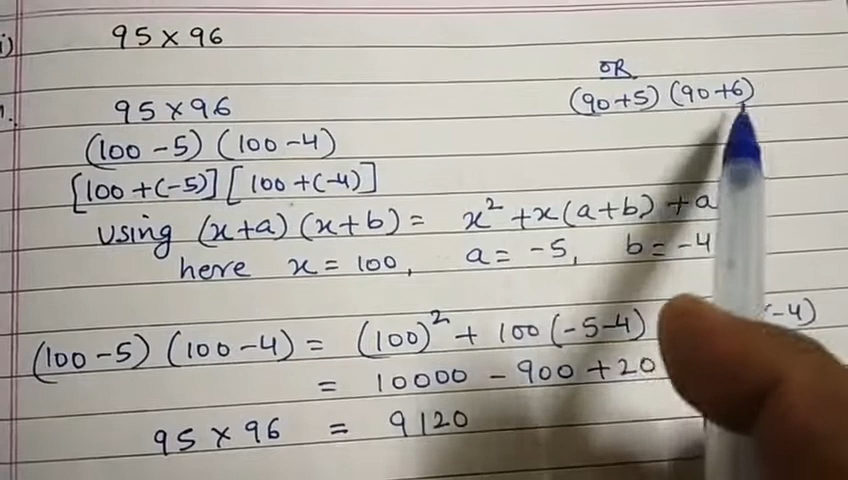 i) 95 × 96
OR
(90+5) (90+6)
95 × 96
(100 - 5) (100 - 4)
[100 + (-5)] [100 + (-4)]
using (x+a) (x+b) = x² + x(a+b) + a
here x = 100, a = -5, b = -4
(100 - 5) (100 - 4) = (100)² + 100 (-5-4) -4)
= 10000 - 900 + 20
95 × 96 = 9120